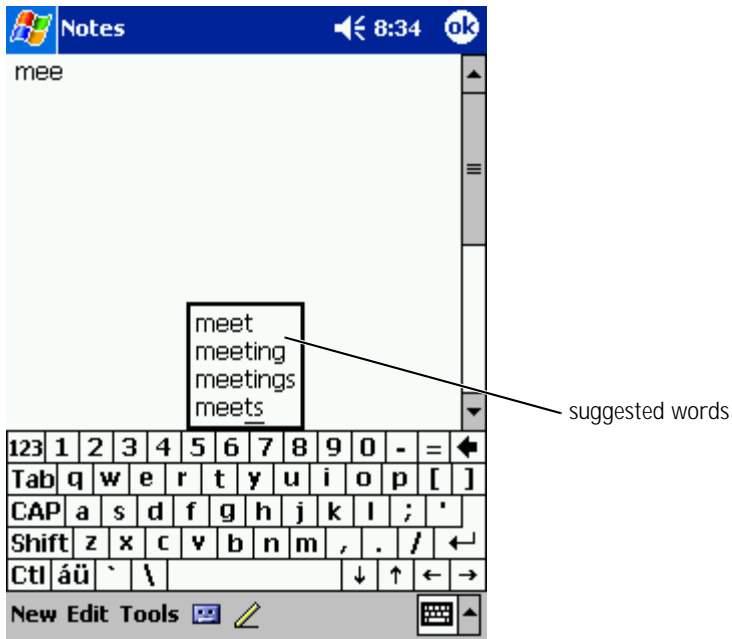 Notes 8:34 ok
mee
meet
meeting
meetings
meets
suggested words
123 1 2 3 4 5 6 7 8 9 0 - = 
Tab q w e r t y u i o p [ ]
CAP a s d f g h j k l ; '
Shift z x c v b n m , . / ↵
Ctl áü ` \ ↓ ↑ ← →
New Edit Tools